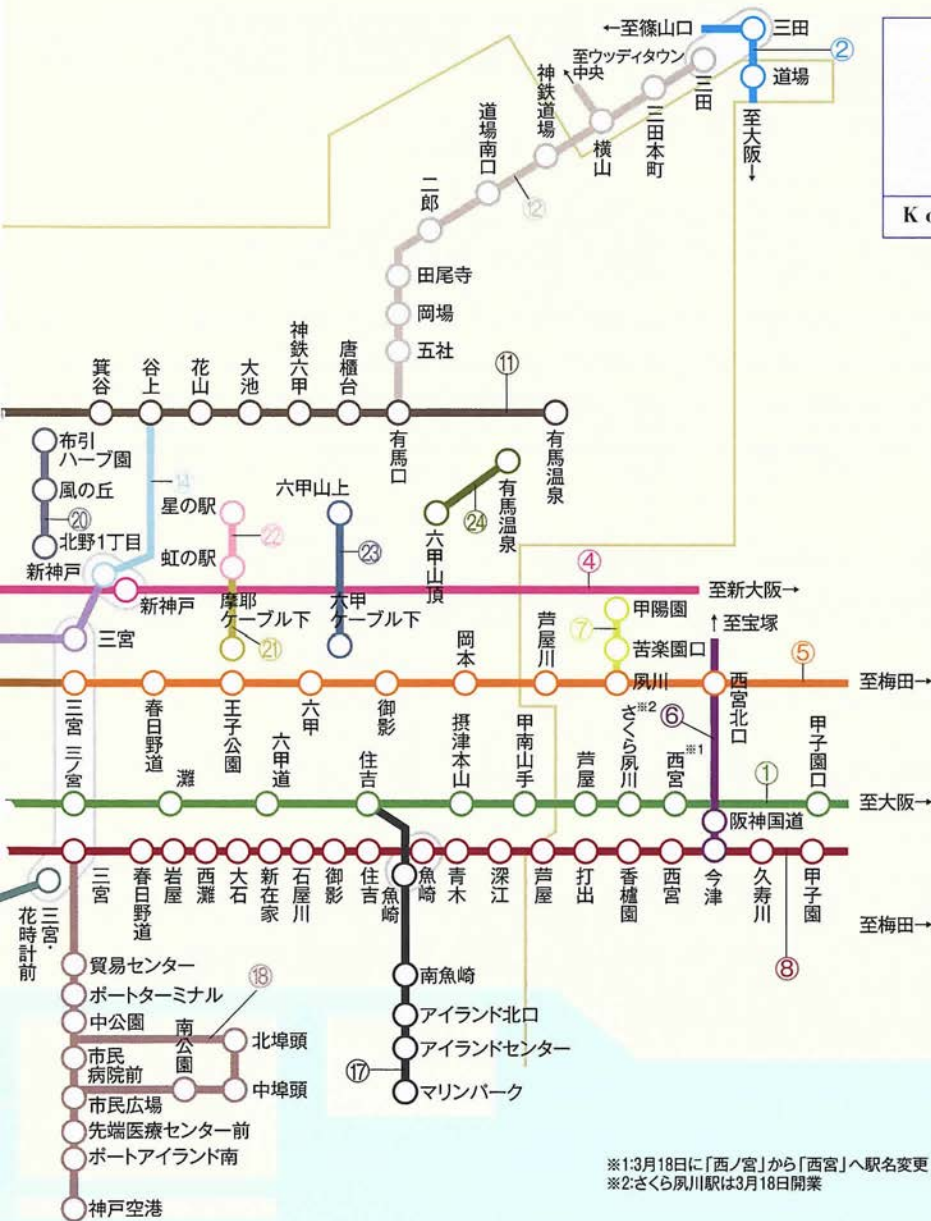 ←至篠山口
三田
②
道場
至大阪↓
至ウッディタウン
中央
三田
三田本町
横山
神鉄道場
道場南口
⑫
二郎
田尾寺
岡場
五社
K o
箕谷
谷上
花山
大池
神鉄六甲
唐櫃台
有馬口
⑪
有馬温泉
布引
ハーブ園
風の丘
⑳
北野1丁目
⑭
星の駅
㉒
虹の駅
六甲山上
㉓
㉔
有馬温泉
六甲山頂
新神戸
新神戸
④
至新大阪→
摩耶
ケーブル下
㉑
六甲
ケーブル下
甲陽園
⑦
苦楽園口
↑至宝塚
三宮
三宮
春日野道
王子公園
六甲
御影
岡本
芦屋川
夙川
西宮北口
⑤
至梅田→
⑥
三ノ宮
灘
六甲道
住吉
摂津本山
甲南山手
芦屋
さくら夙川※2
西宮※1
①
甲子園口
至大阪→
阪神国道
三宮
春日野道
岩屋
西灘
大石
新在家
石屋川
御影
住吉
魚崎
魚崎
青木
深江
芦屋
打出
香櫨園
西宮
今津
久寿川
甲子園
至梅田→
⑧
三宮・
花時計前
貿易センター
ポートターミナル
⑱
中公園
南公園
北埠頭
市民
病院前
中埠頭
市民広場
先端医療センター前
ポートアイランド南
神戸空港
南魚崎
アイランド北口
アイランドセンター
⑰
マリンパーク
※1:3月18日に「西ノ宮」から「西宮」へ駅名変更
※2:さくら夙川駅は3月18日開業